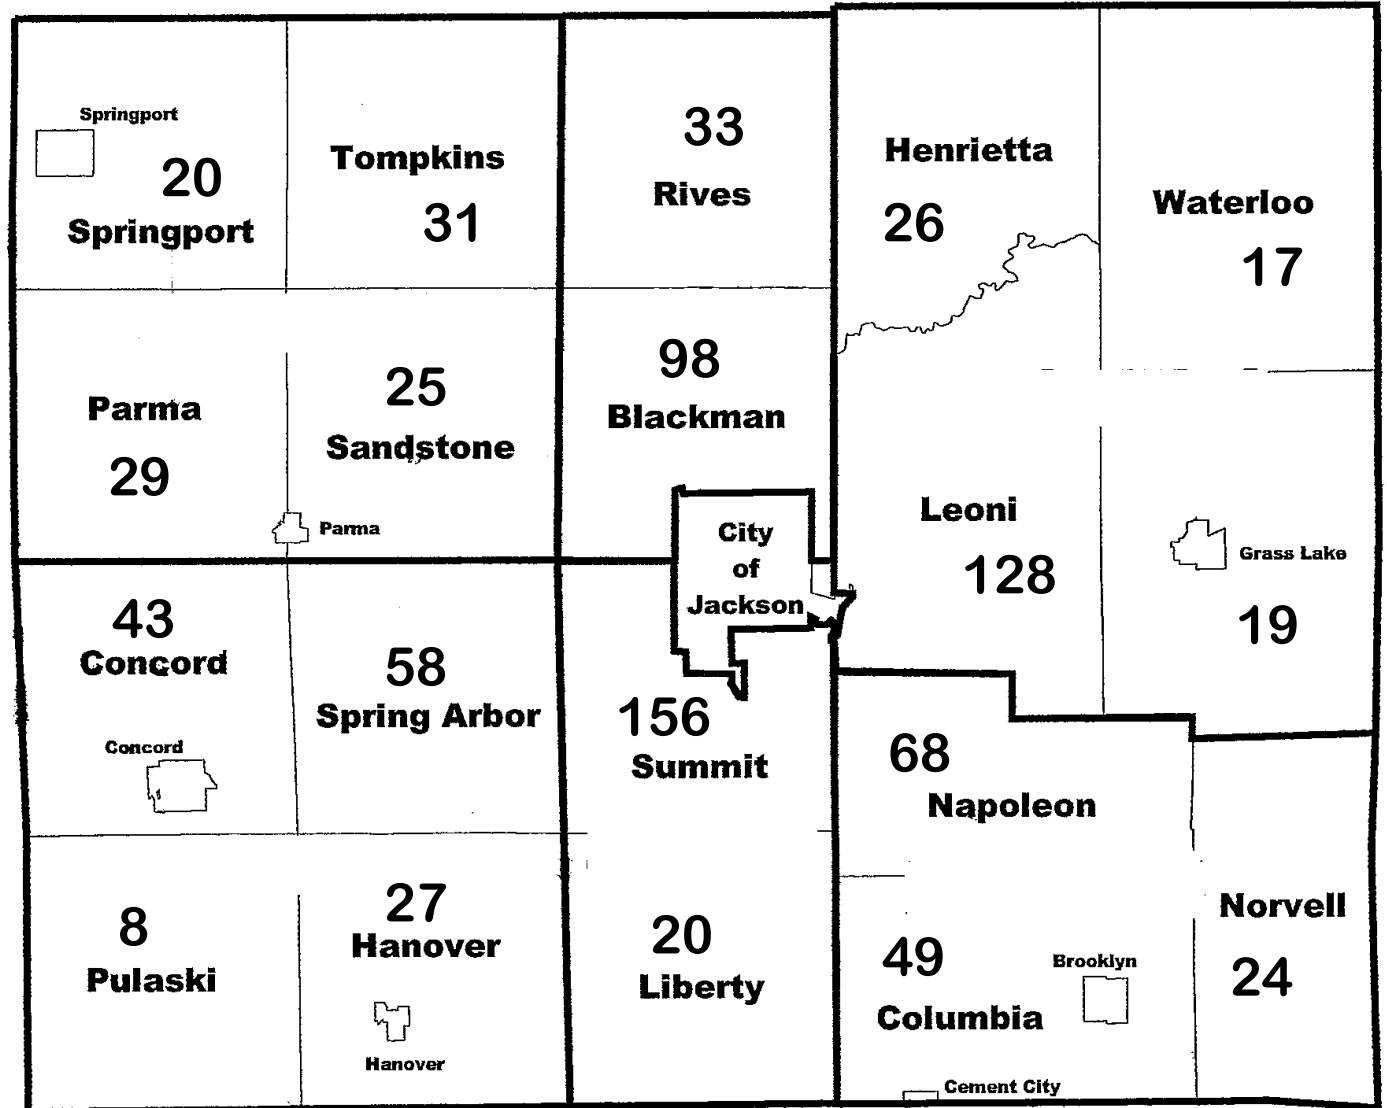 Springport
20
Springport
Tompkins
31
33
Rives
Henrietta
26
Waterloo
17
Parma
29
25
Sandstone
Parma
98
Blackman
City
of
Jackson
Leoni
128
Grass Lake
19
43
Concord
Concord
58
Spring Arbor
156
Summit
68
Napoleon
8
Pulaski
27
Hanover
Hanover
20
Liberty
49
Columbia
Brooklyn
Cement City
Norvell
24